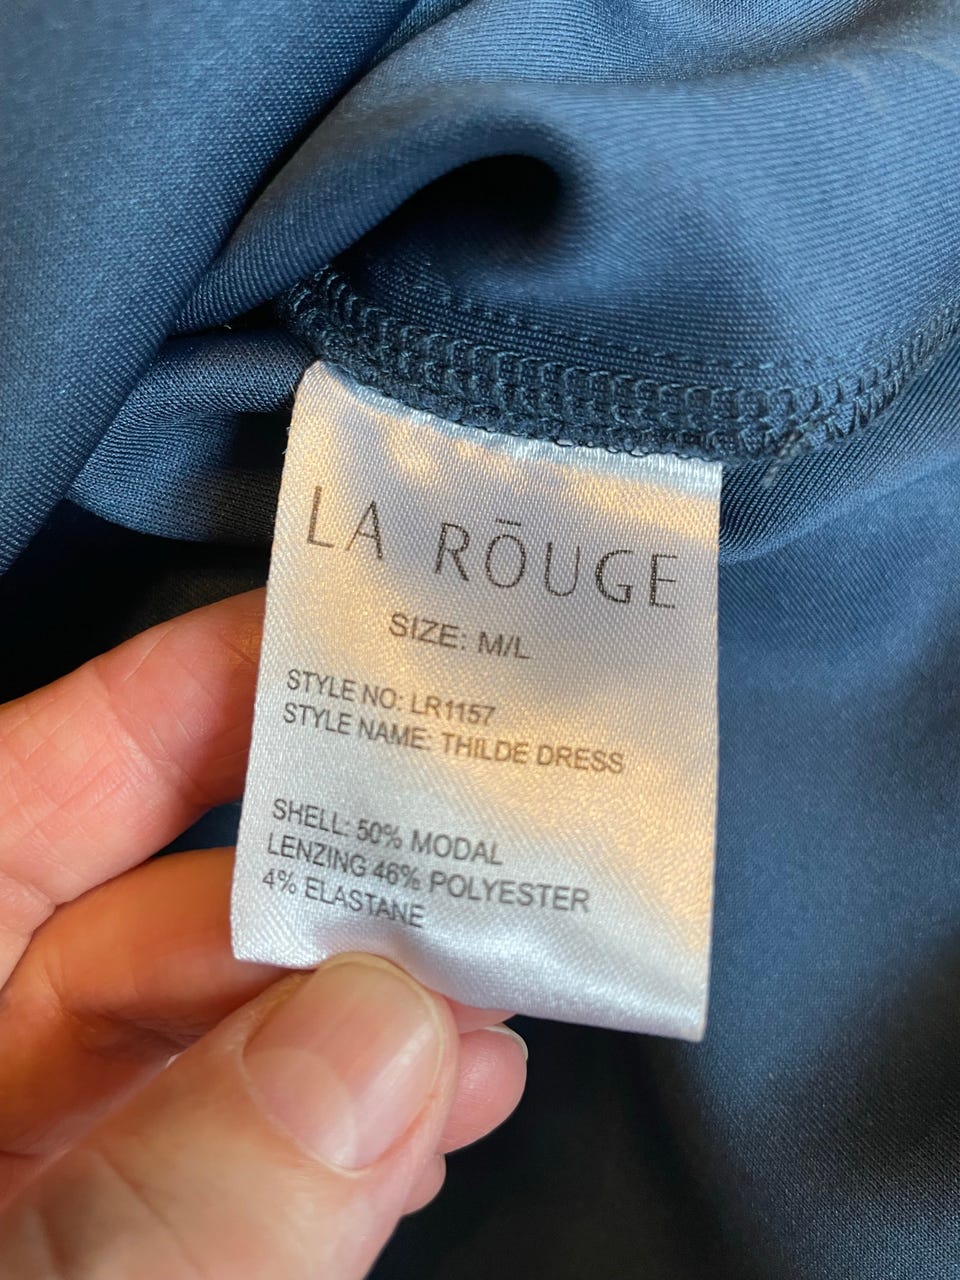 LA RŌUGE
SIZE: M/L
STYLE NO: LR1157
STYLE NAME: THILDE DRESS
SHELL: 50% MODAL
LENZING 46% POLYESTER
4% ELASTANE